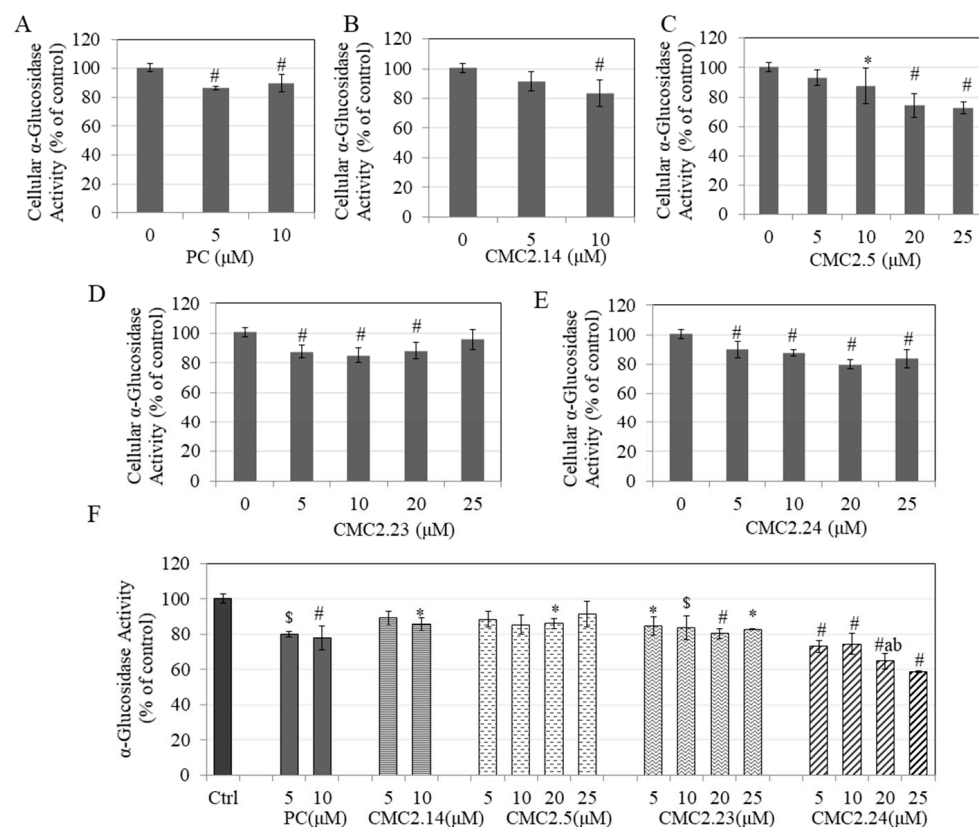 A
Cellular α-Glucosidase
Activity (% of control)
120
100
80
60
40
20
0
#
#
0 5 10
PC (μM)
B
Cellular α-Glucosidase
Activity (% of control)
120
100
80
60
40
20
0
#
0 5 10
CMC2.14 (μM)
C
Cellular α-Glucosidase
Activity (% of control)
120
100
80
60
40
20
0
* # #
0 5 10 20 25
CMC2.5 (μM)
D
Cellular α-Glucosidase
Activity (% of control)
120
100
80
60
40
20
0
# # #
0 5 10 20 25
CMC2.23 (μM)
E
Cellular α-Glucosidase
Activity (% of control)
120
100
80
60
40
20
0
# # # #
0 5 10 20 25
CMC2.24 (μM)
F
α-Glucosidase Activity
(% of control)
120
100
80
60
40
20
0
$ # * * * $ # * # # #ab #
Ctrl 5 10 5 10 5 10 20 25 5 10 20 25 5 10 20 25
PC(μM) CMC2.14(μM) CMC2.5(μM) CMC2.23(μM) CMC2.24(μM)